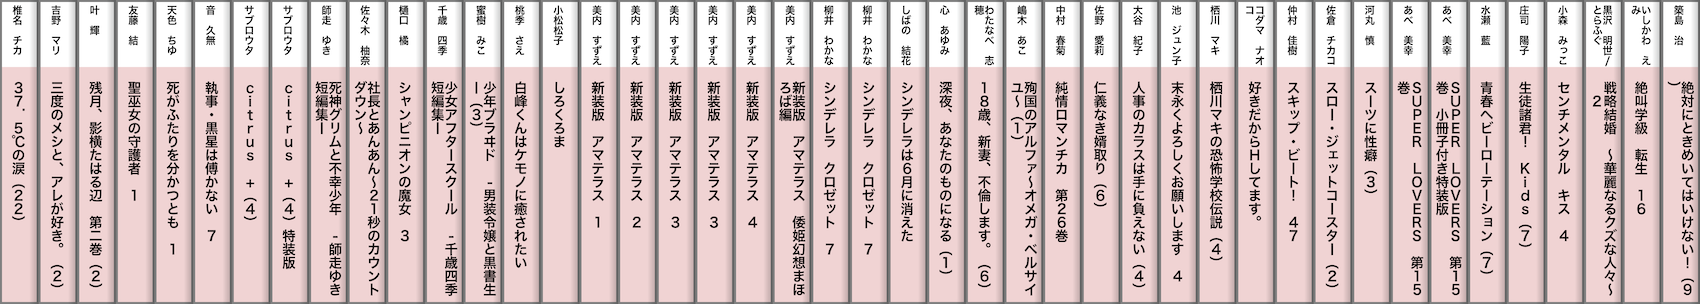 築島 治
絶対にときめいてはいけない！（９
）
いしかわ え
み
絶叫学級 転生 １６
黒沢 明世/
とらふぐ
戦略結婚 ～華麗なるクズな人々～
２
小森 みっこ
センチメンタル キス ４
庄司 陽子
生徒諸君！ Ｋｉｄｓ（７）
水瀬 藍
青春ヘビーローテーション（７）
あべ 美幸
ＳＵＰＥＲ ＬＯＶＥＲＳ 第１５
巻 小冊子付き特装版
あべ 美幸
ＳＵＰＥＲ ＬＯＶＥＲＳ 第１５
巻
河丸 慎
スーツに性癖（３）
佐倉 チカコ
スロー・ジェットコースター（２）
仲村 佳樹
スキップ・ビート！ ４７
コダマ ナオ
コ
好きだからＨしてます。
栖川 マキ
栖川マキの恐怖学校伝説（４）
池 ジュン子
末永くよろしくお願いします ４
大谷 紀子
人事のカラスは手に負えない（４）
佐野 愛莉
仁義なき婿取り（６）
中村 春菊
純情ロマンチカ 第２６巻
嶋木 あこ
殉国のアルファ～オメガ・ベルサイ
ユ～（１）
わたなべ 志
穂
１８歳、新妻、不倫します。（６）
心 あゆみ
深夜、あなたのものになる（１）
しばの 結花
シンデレラは６月に消えた
柳井 わかな
シンデレラ クロゼット ７
柳井 わかな
シンデレラ クロゼット ７
美内 すずえ
新装版 アマテラス 倭姫幻想まほ
ろば編
美内 すずえ
新装版 アマテラス ４
美内 すずえ
新装版 アマテラス ３
美内 すずえ
新装版 アマテラス ３
美内 すずえ
新装版 アマテラス ２
美内 すずえ
新装版 アマテラス １
小松松子
しろくろま
桃季 さえ
白峰くんはケモノに癒されたい
蜜樹 みこ
少年ブラヰド －男装令嬢と黒書生
ー（３）
千歳 四季
少女アフタースクール －千歳四季
短編集ー
樋口 橘
シャンピニオンの魔女 ３
佐々木 柚奈
社長とあんあん～２１秒のカウント
ダウン～
師走 ゆき
死神グリムと不幸少年 －師走ゆき
短編集ー
サブロウタ
ｃｉｔｒｕｓ ＋（４）特装版
サブロウタ
ｃｉｔｒｕｓ ＋（４）
音 久無
執事・黒星は傅かない ７
天色 ちゆ
死がふたりを分かつとも １
友藤 結
聖巫女の守護者 １
叶 輝
残月、影横たはる辺 第二巻（２）
吉野 マリ
三度のメシと、アレが好き。（２）
椎名 チカ
３７．５℃の涙（２２）